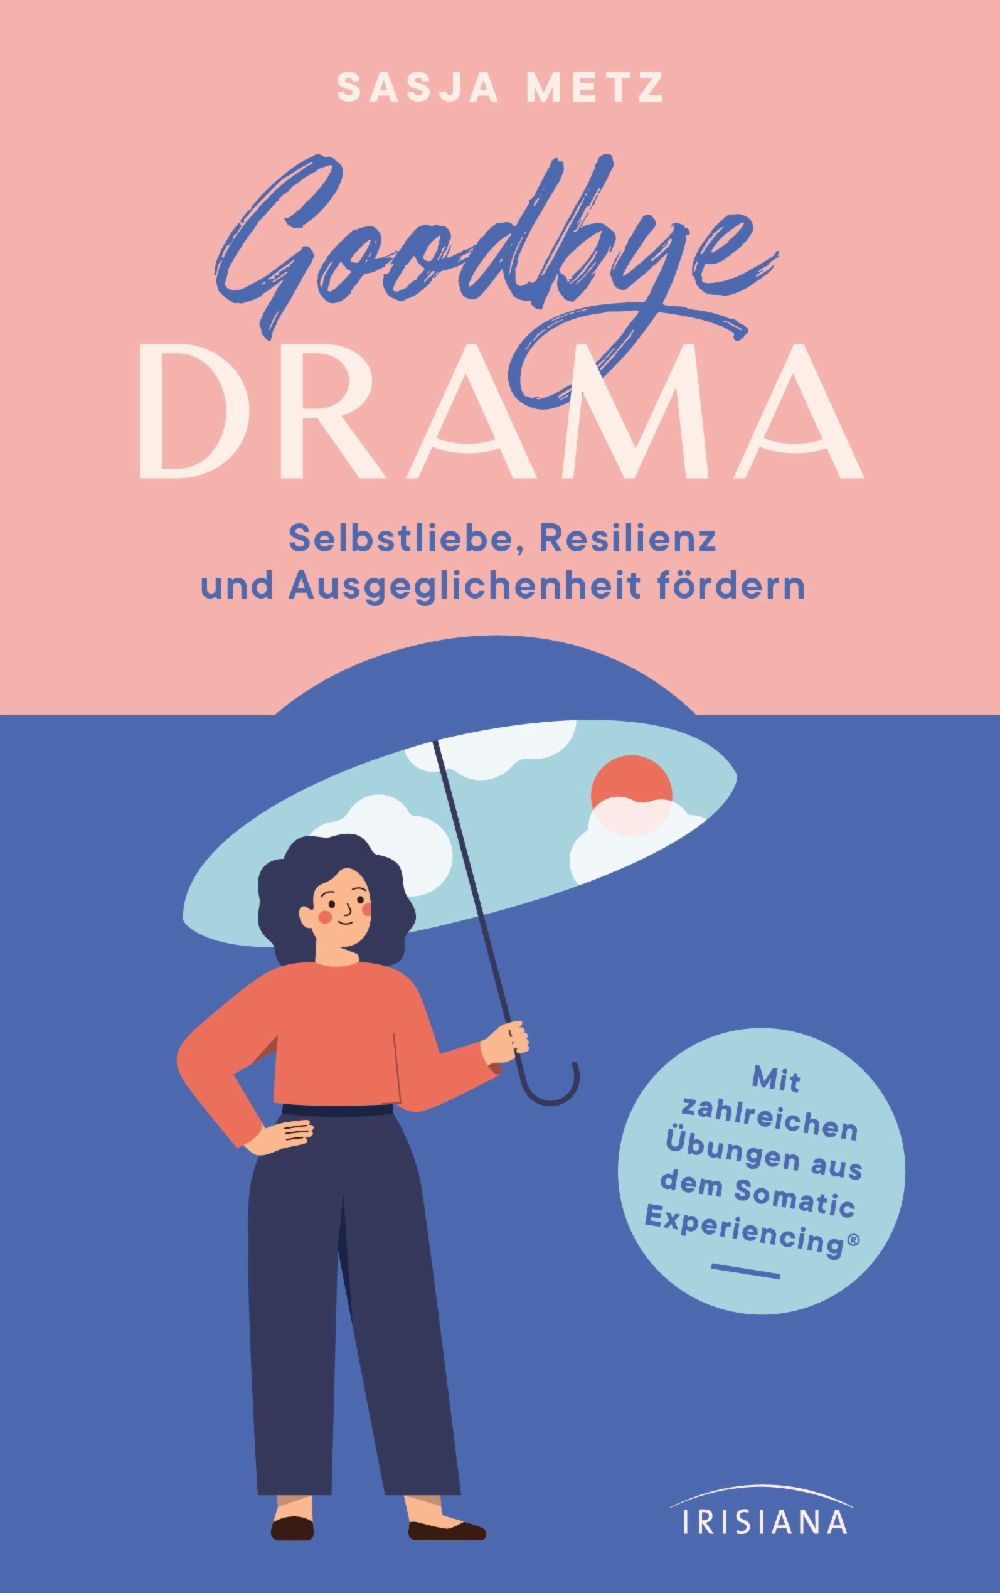 SASJA METZ
Goodbye
DRAMA
Selbstliebe, Resilienz
und Ausgeglichenheit fördern
Mit
zahlreichen
Übungen aus
dem Somatic
Experiencing®
IRISIANA